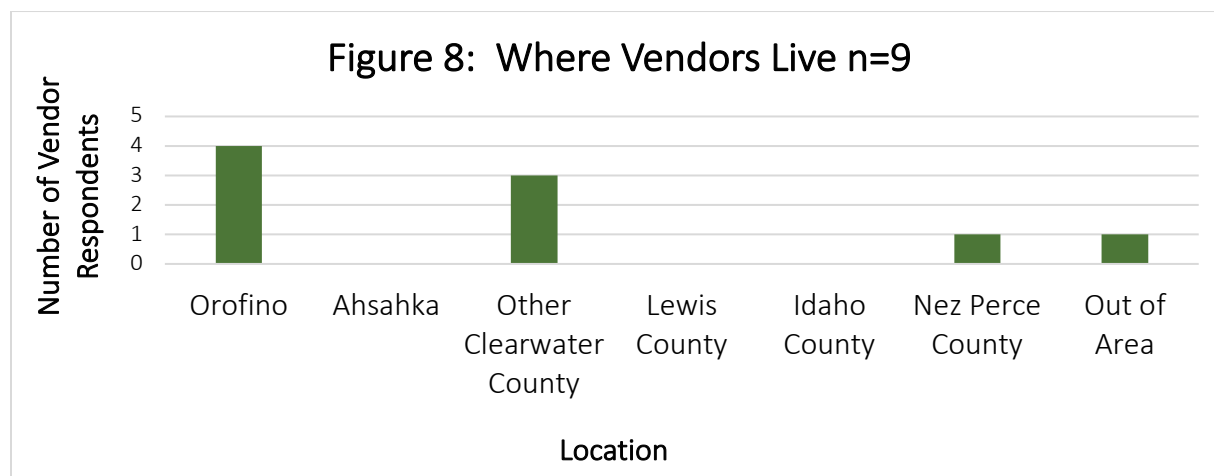 Figure 8:  Where Vendors Live n=9
Number of Vendor
Respondents
5
4
3
2
1
0
Orofino
Ahsahka
Other
Clearwater
County
Lewis
County
Idaho
County
Nez Perce
County
Out of
Area
Location